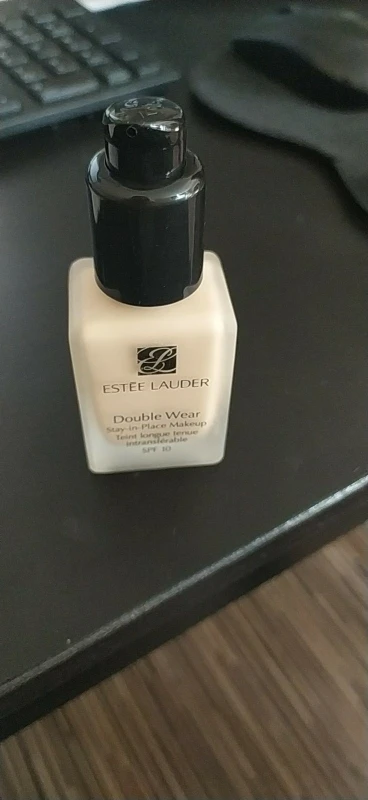 ESTĒE LAUDER
Double Wear
Stay-in-Place Makeup
Teint longue tenue
intransférable
SPF 10